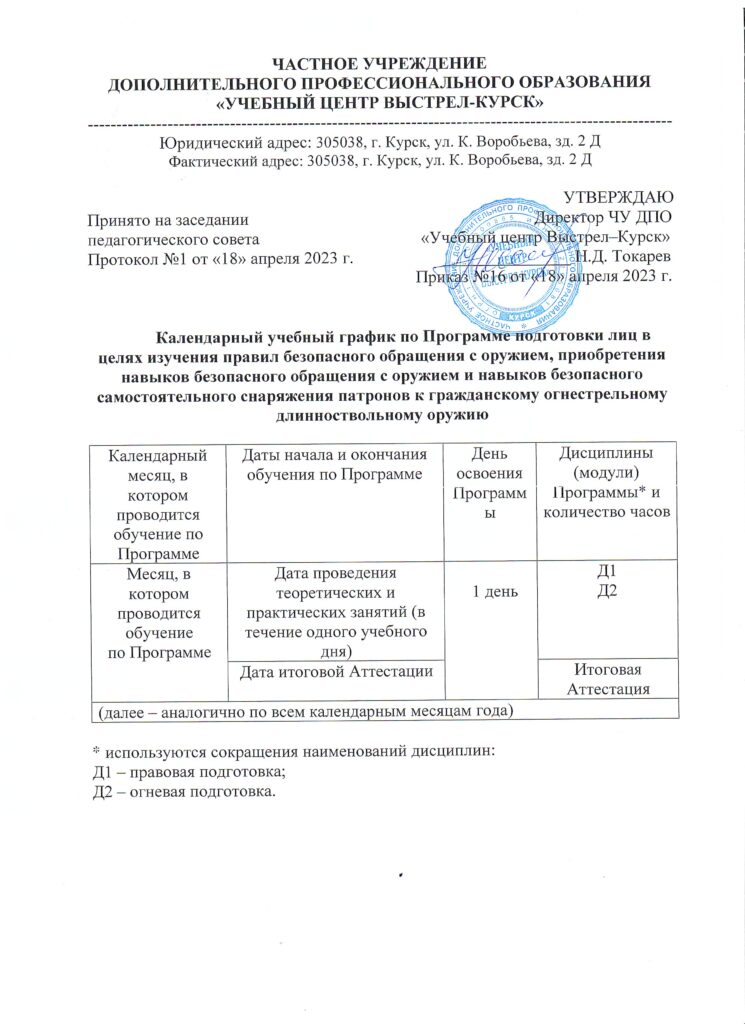 ЧАСТНОЕ УЧРЕЖДЕНИЕ
ДОПОЛНИТЕЛЬНОГО ПРОФЕССИОНАЛЬНОГО ОБРАЗОВАНИЯ
«УЧЕБНЫЙ ЦЕНТР ВЫСТРЕЛ-КУРСК»
Юридический адрес: 305038, г. Курск, ул. К. Воробьева, зд. 2 Д
Фактический адрес: 305038, г. Курск, ул. К. Воробьева, зд. 2 Д
УТВЕРЖДАЮ
Принято на заседании
Директор ЧУ ДПО
педагогического совета
«Учебный центр Выстрел–Курск»
Протокол №1 от «18» апреля 2023 г.
Н.Д. Токарев
Приказ №16 от «18» апреля 2023 г.
КУРСК
Календарный учебный график по Программе подготовки лиц в
целях изучения правил безопасного обращения с оружием, приобретения
навыков безопасного обращения с оружием и навыков безопасного
самостоятельного снаряжения патронов к гражданскому огнестрельному
длинноствольному оружию
Календарный
месяц, в
котором
проводится
обучение по
Программе
Даты начала и окончания
обучения по Программе
День
освоения
Программ
ы
Дисциплины
(модули)
Программы* и
количество часов
Месяц, в
котором
проводится
обучение
по Программе
Дата проведения
теоретических и
практических занятий (в
течение одного учебного
дня)
1 день
Д1
Д2
Дата итоговой Аттестации
Итоговая
Аттестация
(далее – аналогично по всем календарным месяцам года)
* используются сокращения наименований дисциплин:
Д1 – правовая подготовка;
Д2 – огневая подготовка.